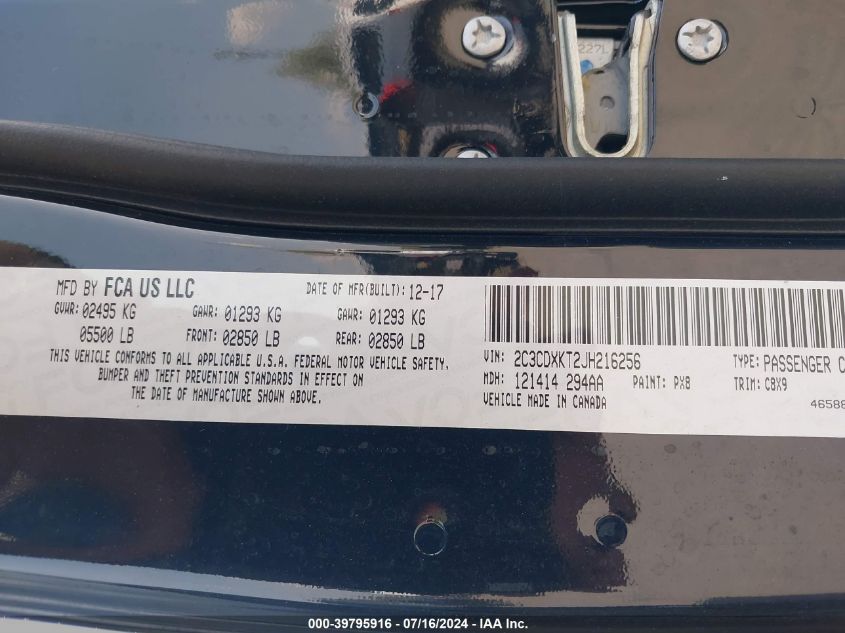 227L
MFD BY FCA US LLC DATE OF MFR(BUILT): 12-17
GVWR: 02495 KG GAWR: 01293 KG GAWR: 01293 KG
05500 LB FRONT: 02850 LB REAR: 02850 LB
THIS VEHICLE CONFORMS TO ALL APPLICABLE U.S.A. FEDERAL MOTOR VEHICLE SAFETY,
BUMPER AND THEFT PREVENTION STANDARDS IN EFFECT ON
THE DATE OF MANUFACTURE SHOWN ABOVE.
VIN: 2C3CDXKT2JH216256 TYPE: PASSENGER C
MDH: 121414 294AA PAINT: PX8 TRIM: C8X9
VEHICLE MADE IN CANADA 46588
000-39795916 - 07/16/2024 - IAA Inc.